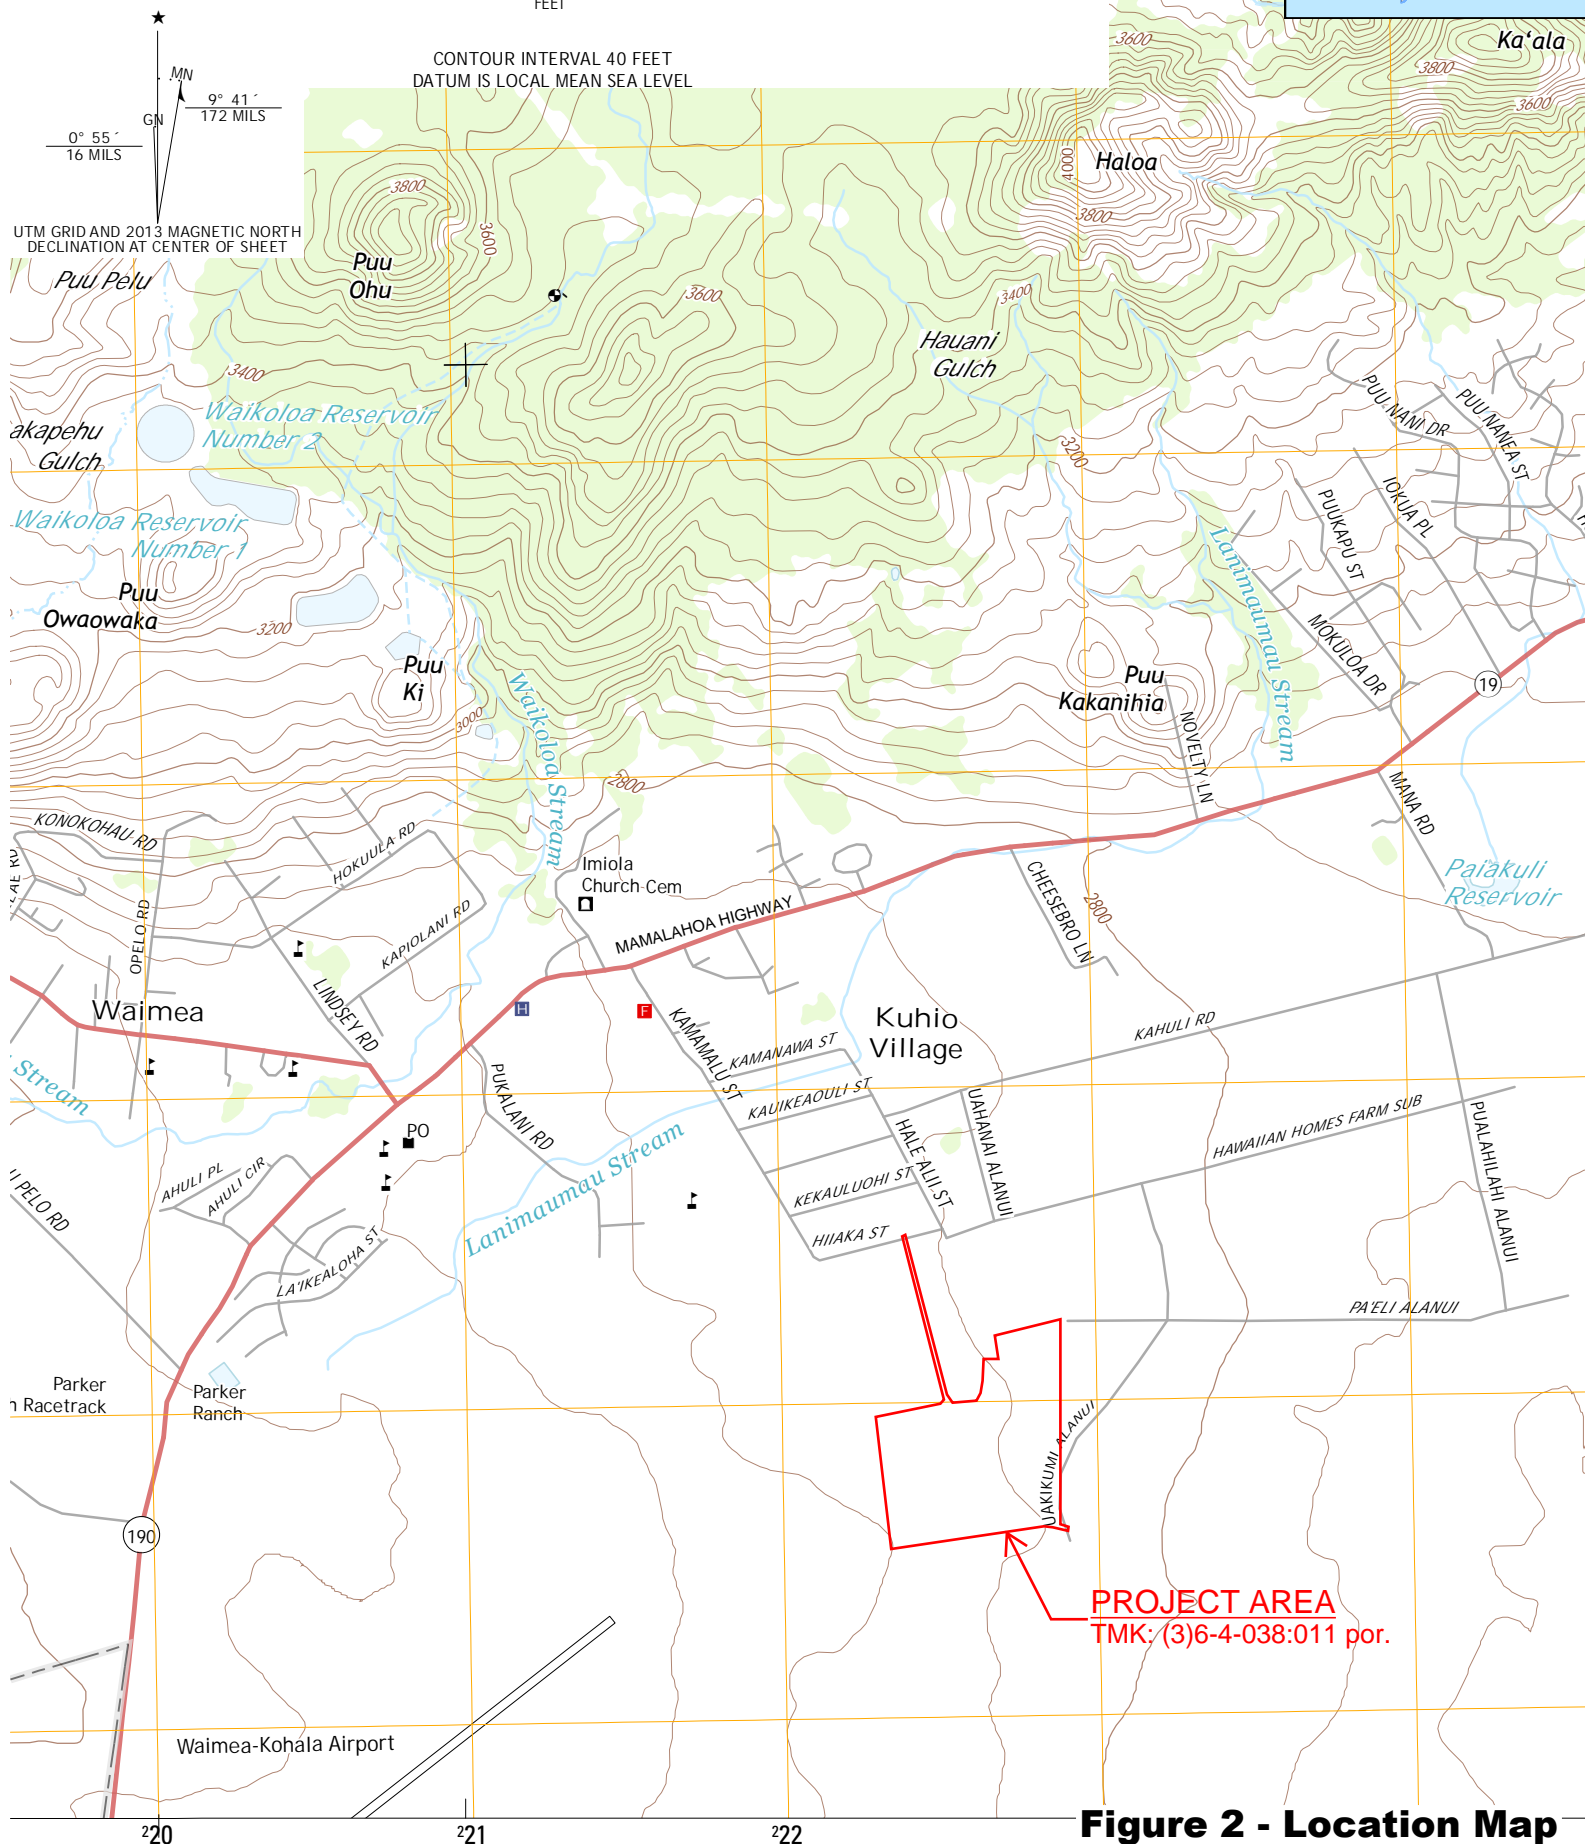 FEET
CONTOUR INTERVAL 40 FEET
DATUM IS LOCAL MEAN SEA LEVEL
MN
GN
9° 41´
172 MILS
0° 55´
16 MILS
UTM GRID AND 2013 MAGNETIC NORTH
DECLINATION AT CENTER OF SHEET
3600
Ka‘ala
3800
3600
4000
Haloa
3800
3800
3600
Puu
Ohu
Puu Pelu
3600
3400
Hauani
Gulch
3400
Waikoloa Reservoir
Number 2
akapehu
Gulch
PUU NANI DR
PUU NANEA ST
3200
IOKUA PL
PUUKAPU ST
Waikoloa Reservoir
Number 1
Lanimaumau Stream
Puu
Owaowaka
3200
MOKULOA DR
Puu
Ki
Waikoloa Stream
3000
Puu
Kakanihia
19
NOVELTY LN
2800
MANA RD
KONOKOHAU RD
HOKUULA RD
Imiola
Church Cem
CHEESEBRO LN
2800
Paiakuli
Reservoir
OPELO RD
KAPIOLANI RD
MAMALAHOA HIGHWAY
LINDSEY RD
Waimea
H
F
KAMAMALU ST
Kuhio
Village
KAHULI RD
KAMANAWA ST
Stream
PUKALANI RD
KAUIKEAOULI ST
UAHANAI ALANUI
HAWAIIAN HOMES FARM SUB
PUALAHILAHI ALANUI
PO
HALE ALII ST
AHULI PL
AHULI CIR
Lanimaumau Stream
KEKAULUOHI ST
PELO RD
HIIAKA ST
LA'IKEALOHA ST
PA'ELI ALANUI
Parker
Racetrack
Parker
Ranch
UAKIKUMI ALANUI
190
PROJECT AREA
TMK: (3)6-4-038:011 por.
Waimea-Kohala Airport
²20
²21
²22
Figure 2 - Location Map